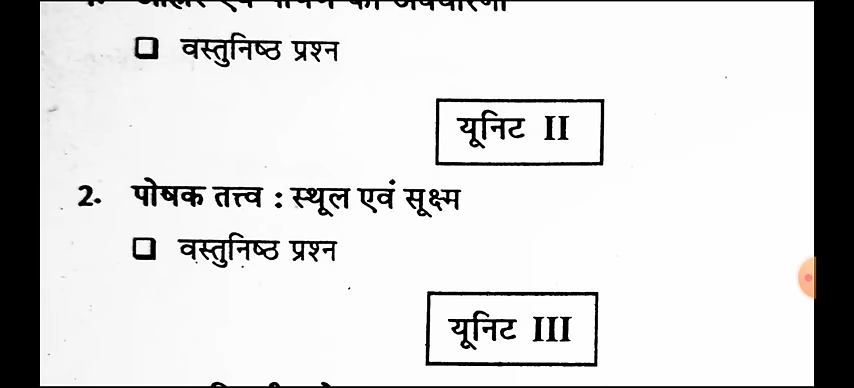 वस्तुनिष्ठ प्रश्न
यूनिट II
2. पोषक तत्त्व : स्थूल एवं सूक्ष्म
वस्तुनिष्ठ प्रश्न
यूनिट III